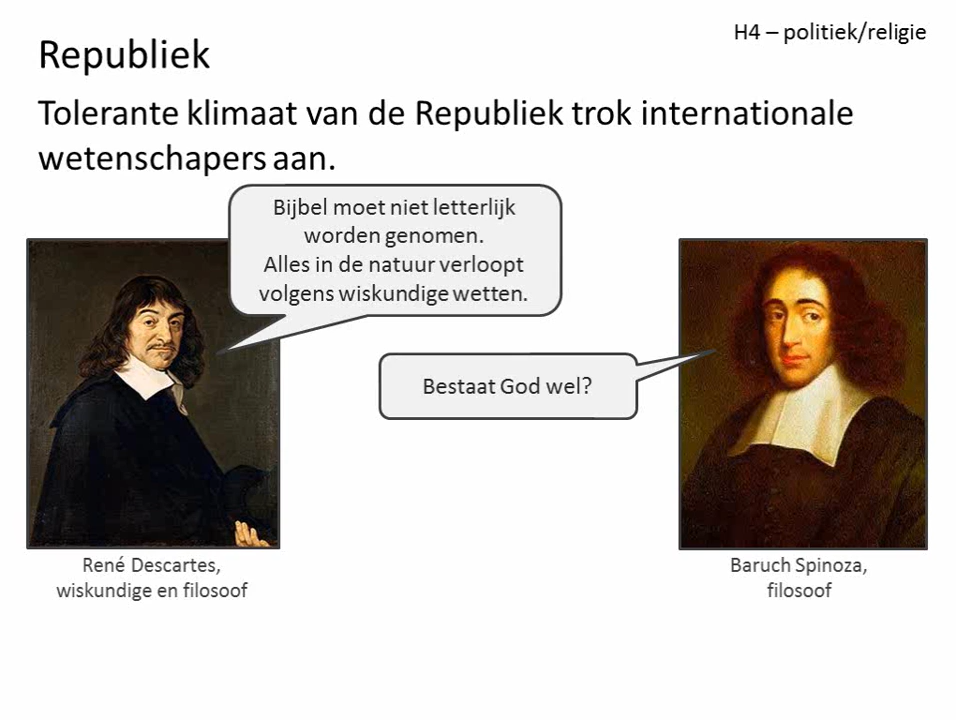 H4 – politiek/religie
Republiek
Tolerante klimaat van de Republiek trok internationale
wetenschapers aan.
Bijbel moet niet letterlijk
worden genomen.
Alles in de natuur verloopt
volgens wiskundige wetten.
Bestaat God wel?
René Descartes,
wiskundige en filosoof
Baruch Spinoza,
filosoof